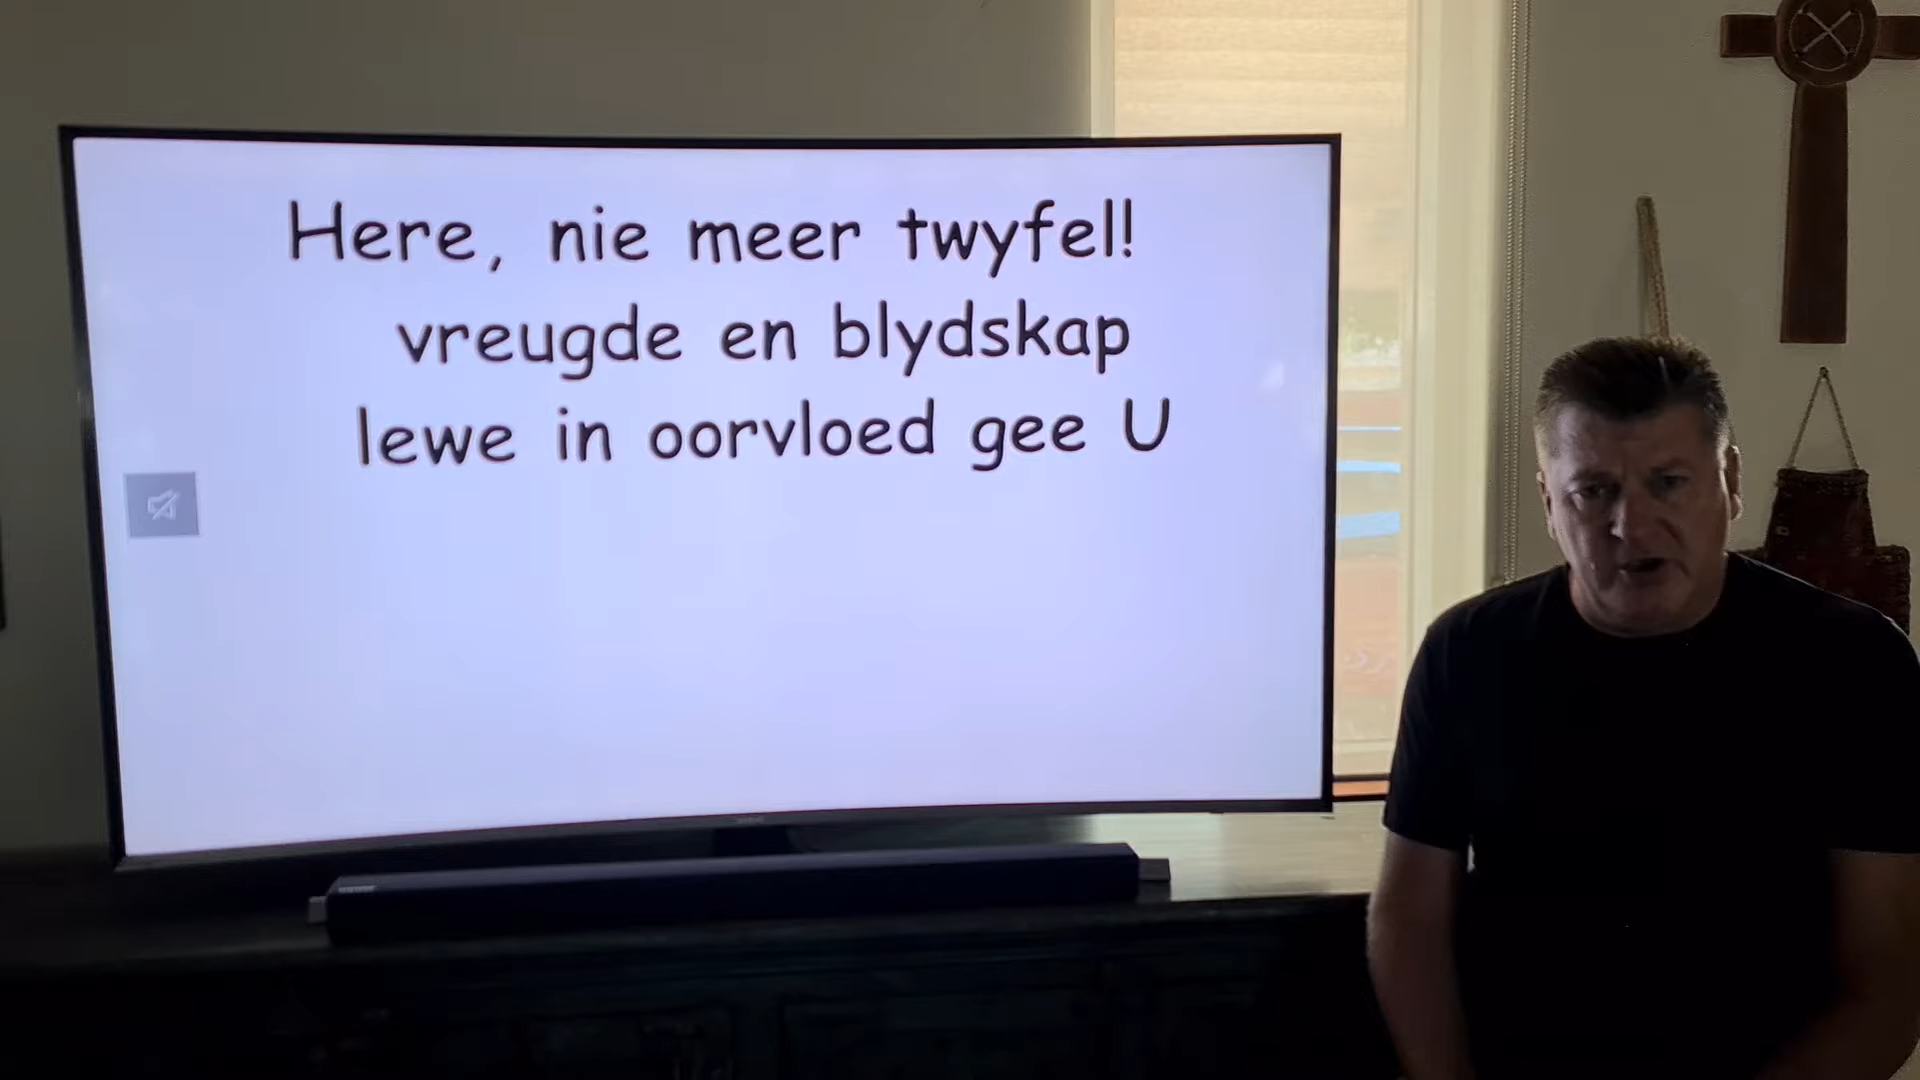 Here, nie meer twyfel!
vreugde en blydskap
lewe in oorvloed gee U